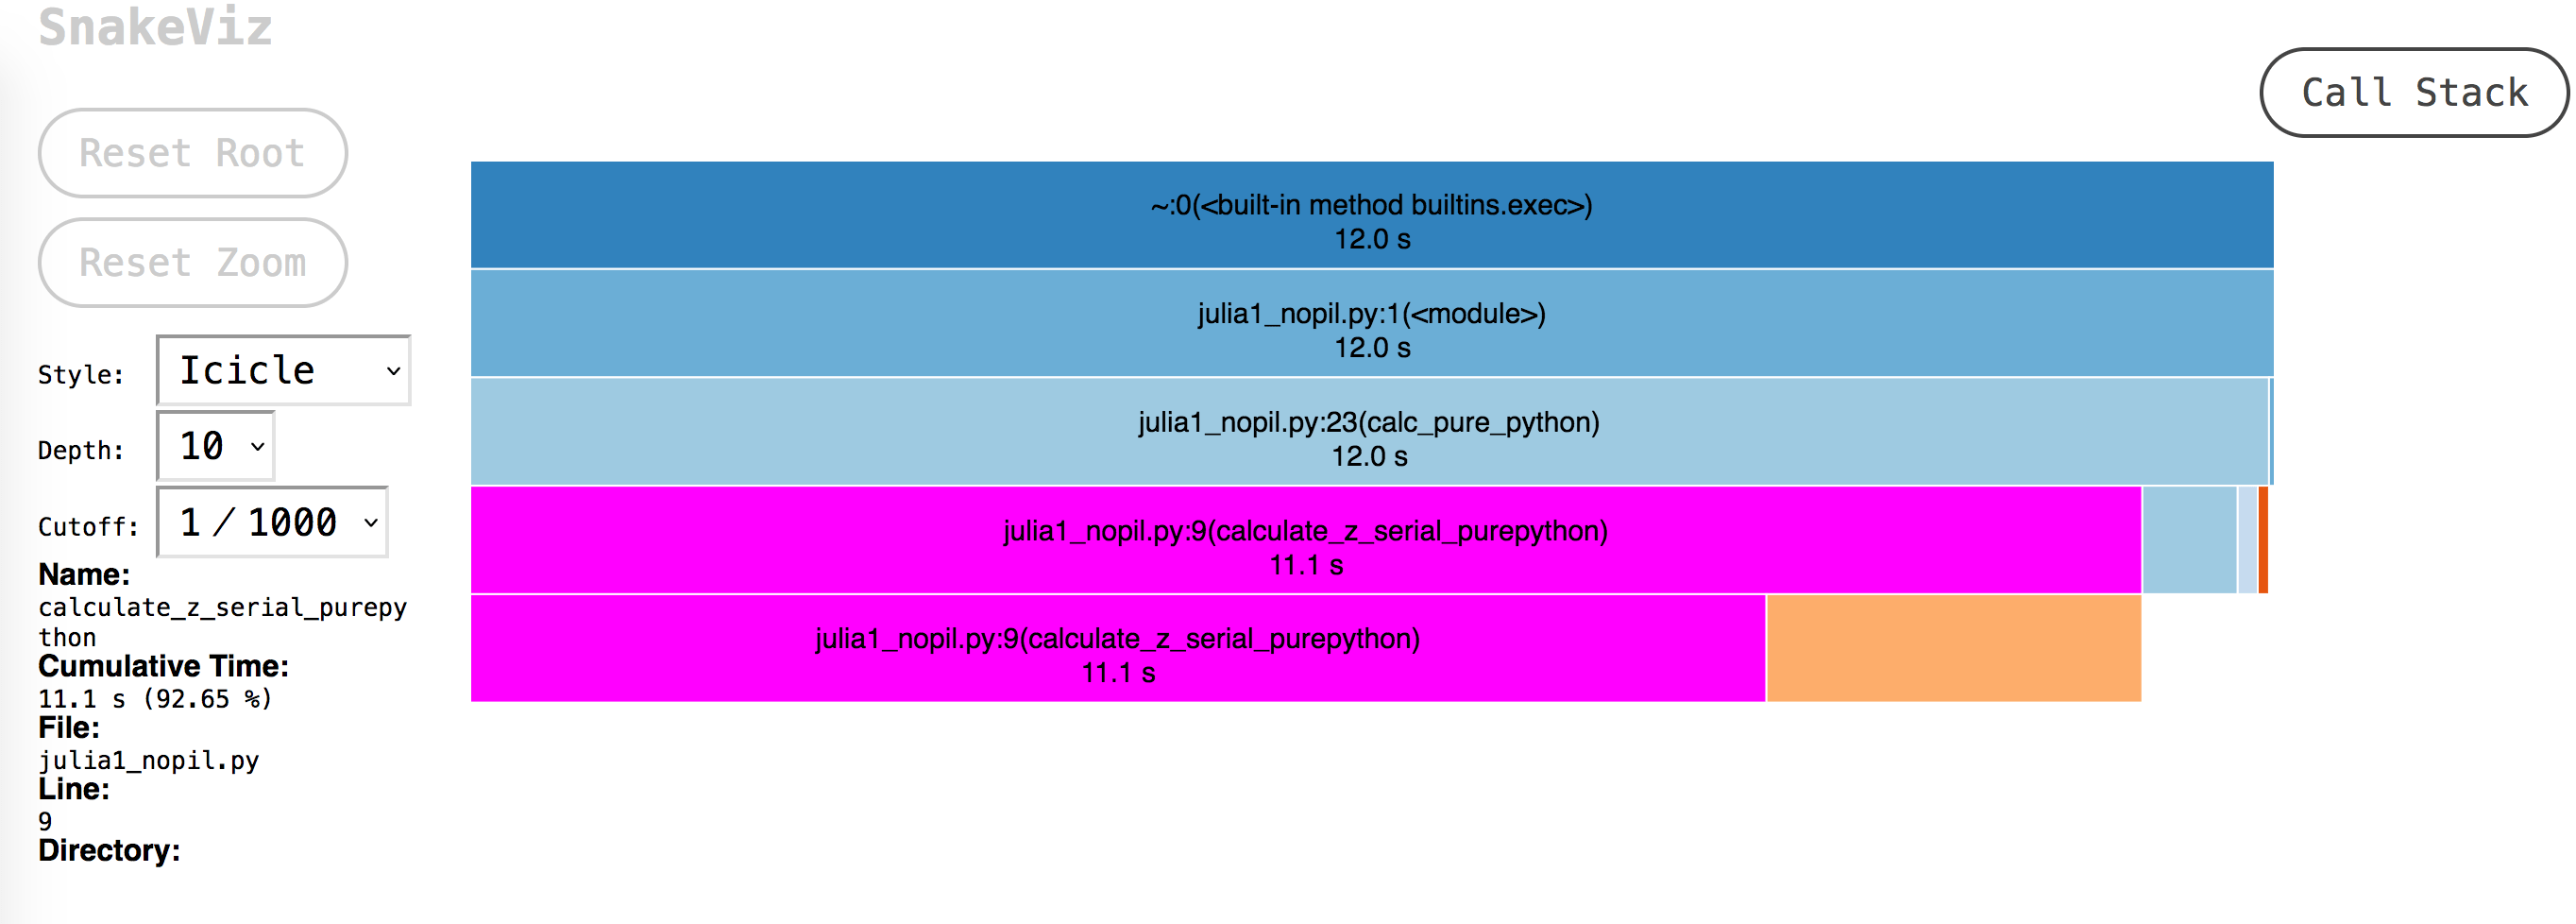 SnakeViz
Call Stack
Reset Root
Reset Zoom
Style: Icicle
Depth: 10
Cutoff: 1 / 1000
Name:
calculate_z_serial_purepy
thon
Cumulative Time:
11.1 s (92.65 %)
File:
julia1_nopil.py
Line:
9
Directory:
~:0(<built-in method builtins.exec>)
12.0 s
julia1_nopil.py:1(<module>)
12.0 s
julia1_nopil.py:23(calc_pure_python)
12.0 s
julia1_nopil.py:9(calculate_z_serial_purepython)
11.1 s
julia1_nopil.py:9(calculate_z_serial_purepython)
11.1 s